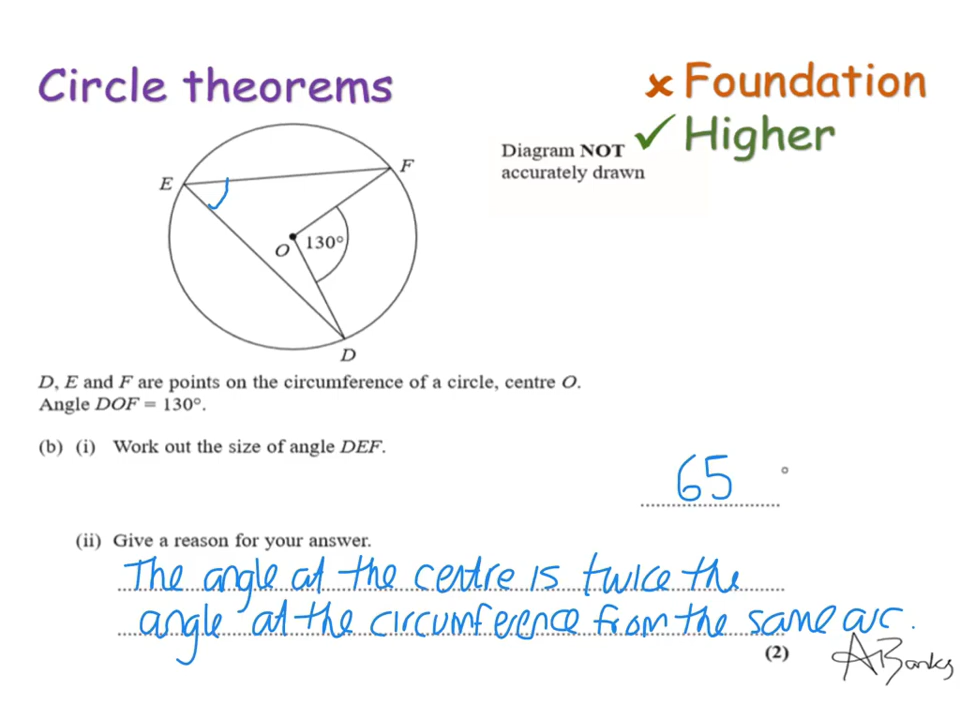 Circle theorems
× Foundation
✓ Higher
Diagram NOT
accurately drawn
E
F
O
130°
D
D, E and F are points on the circumference of a circle, centre O.
Angle DOF = 130°.
(b) (i) Work out the size of angle DEF.
65 °
(ii) Give a reason for your answer.
The angle at the centre is twice the
angle at the circumference from the same arc.
(2)
A Banks